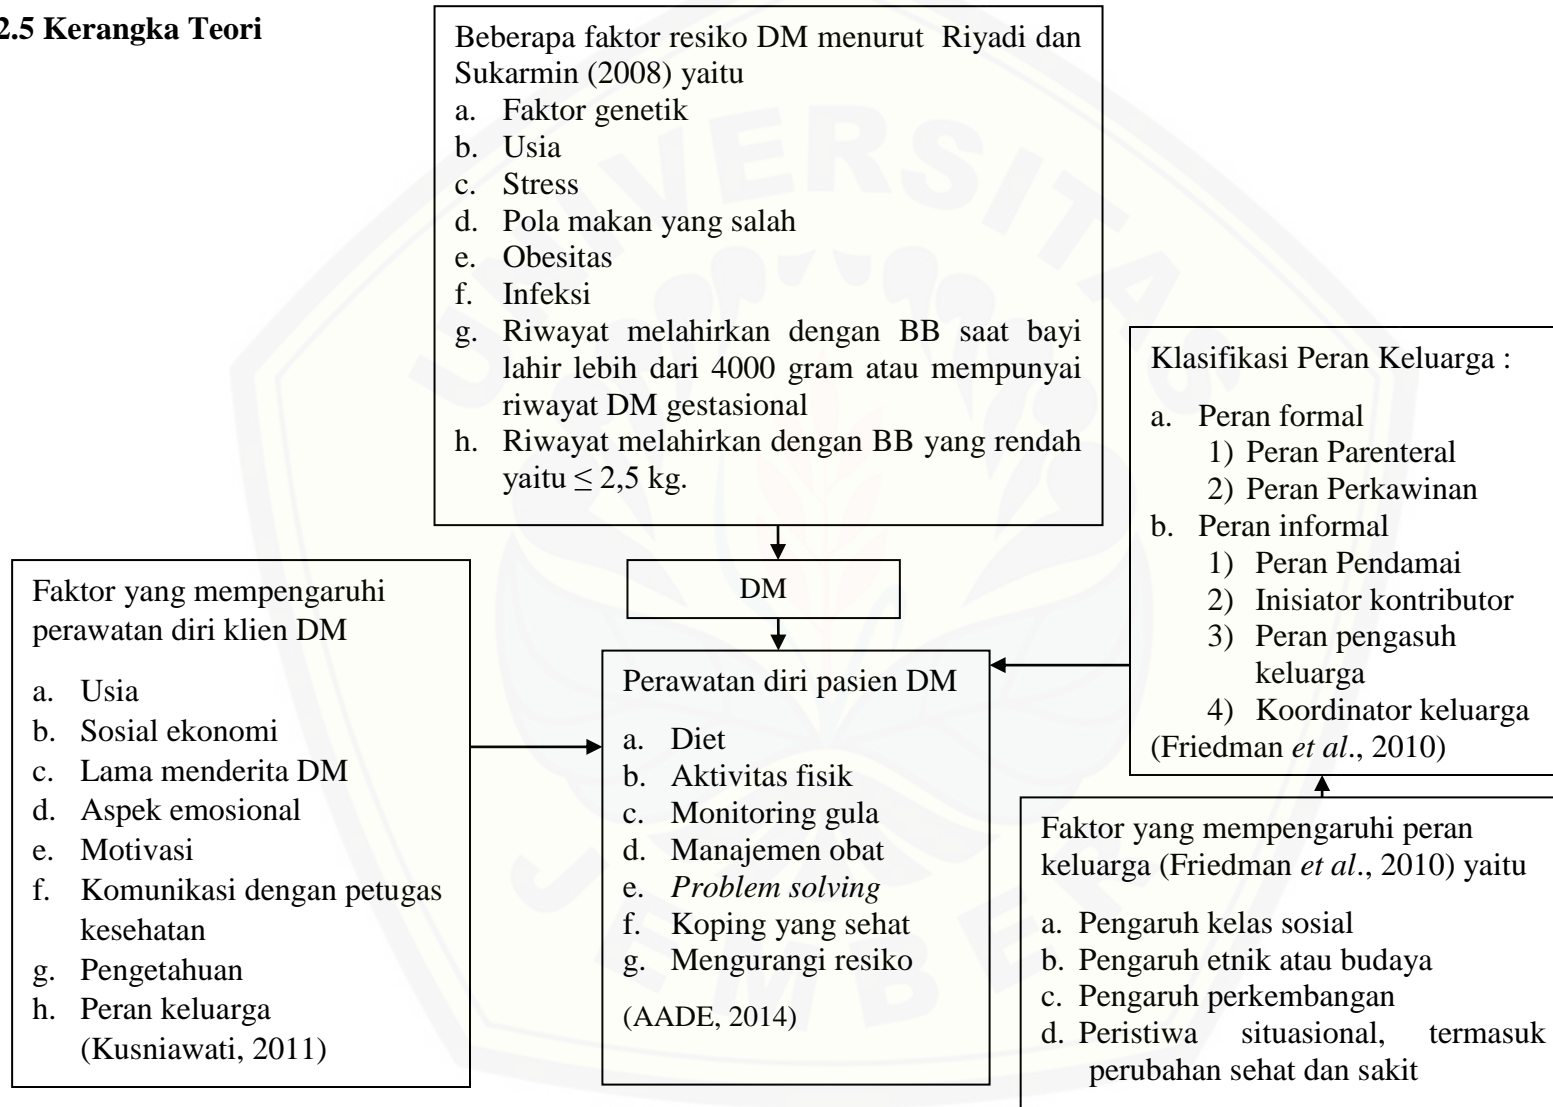 2.5 Kerangka Teori
Beberapa faktor resiko DM menurut Riyadi dan
Sukarmin (2008) yaitu
a. Faktor genetik
b. Usia
c. Stress
d. Pola makan yang salah
e. Obesitas
f. Infeksi
g. Riwayat melahirkan dengan BB saat bayi
lahir lebih dari 4000 gram atau mempunyai
riwayat DM gestasional
h. Riwayat melahirkan dengan BB yang rendah
yaitu ≤ 2,5 kg.
DM
Faktor yang mempengaruhi
perawatan diri klien DM
a. Usia
b. Sosial ekonomi
c. Lama menderita DM
d. Aspek emosional
e. Motivasi
f. Komunikasi dengan petugas
kesehatan
g. Pengetahuan
h. Peran keluarga
(Kusniawati, 2011)
Perawatan diri pasien DM
a. Diet
b. Aktivitas fisik
c. Monitoring gula
d. Manajemen obat
e. Problem solving
f. Koping yang sehat
g. Mengurangi resiko
(AADE, 2014)
Klasifikasi Peran Keluarga :
a. Peran formal
1) Peran Parenteral
2) Peran Perkawinan
b. Peran informal
1) Peran Pendamai
2) Inisiator kontributor
3) Peran pengasuh
keluarga
4) Koordinator keluarga
(Friedman et al., 2010)
Faktor yang mempengaruhi peran
keluarga (Friedman et al., 2010) yaitu
a. Pengaruh kelas sosial
b. Pengaruh etnik atau budaya
c. Pengaruh perkembangan
d. Peristiwa situasional, termasuk
perubahan sehat dan sakit
UNIVERSITAS
JEMBER